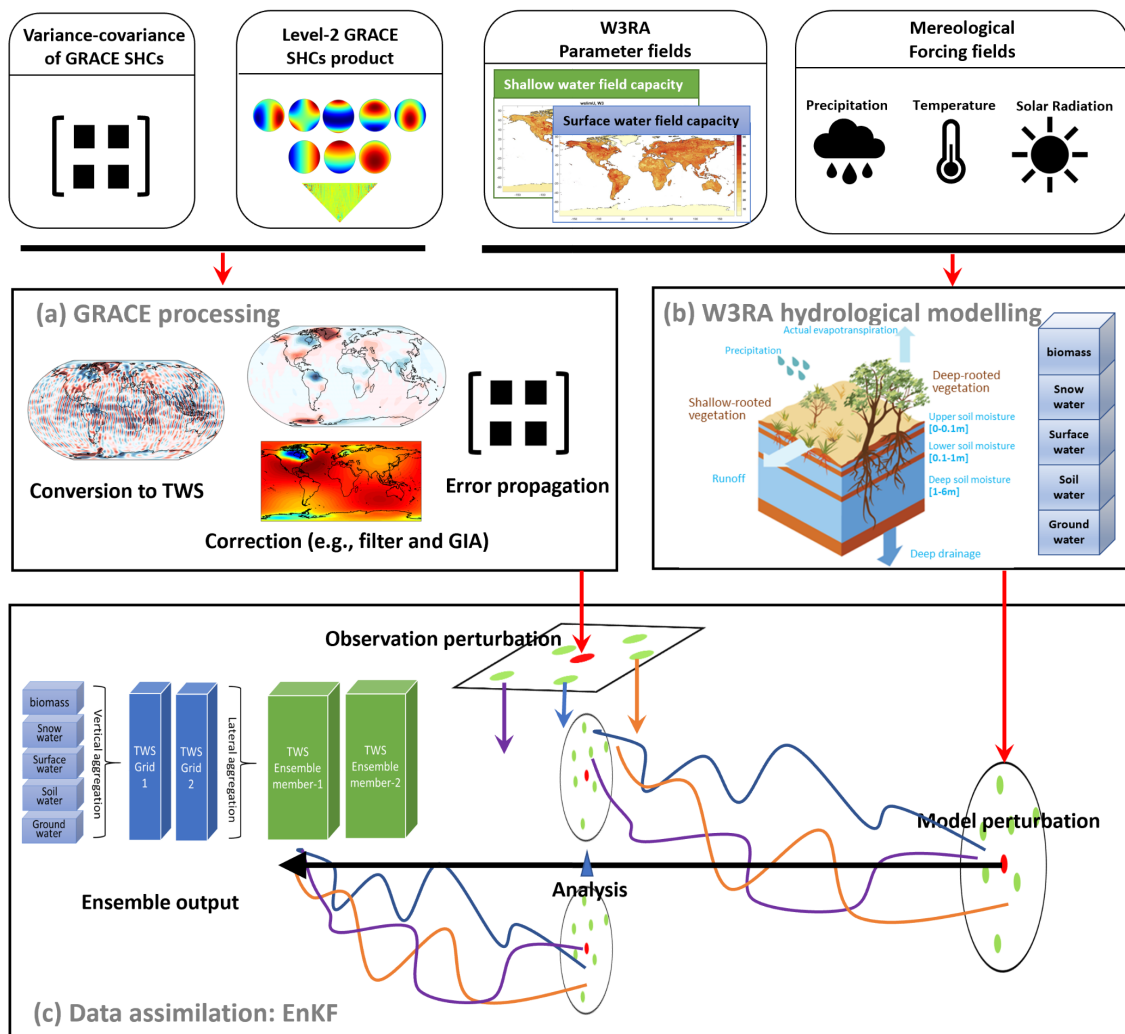 Variance-covariance
of GRACE SHCs
Level-2 GRACE
SHCs product
W3RA
Parameter fields
Shallow water field capacity
Surface water field capacity
Mereological
Forcing fields
Precipitation
Temperature
Solar Radiation
(a) GRACE processing
Conversion to TWS
Correction (e.g., filter and GIA)
Error propagation
(b) W3RA hydrological modelling
Actual evapotranspiration
Precipitation
Deep-rooted
vegetation
Shallow-rooted
vegetation
Upper soil moisture
[0-0.1m]
Lower soil moisture
[0.1-1m]
Deep soil moisture
[1-6m]
Runoff
Deep drainage
biomass
Snow
water
Surface
water
Soil
water
Ground
water
Observation perturbation
biomass
Snow
water
Surface
water
Soil
water
Ground
water
Vertical aggregation
TWS
Grid
1
TWS
Grid
2
Lateral aggregation
TWS
Ensemble
member-1
TWS
Ensemble
member-2
Model perturbation
Analysis
Ensemble output
(c) Data assimilation: EnKF